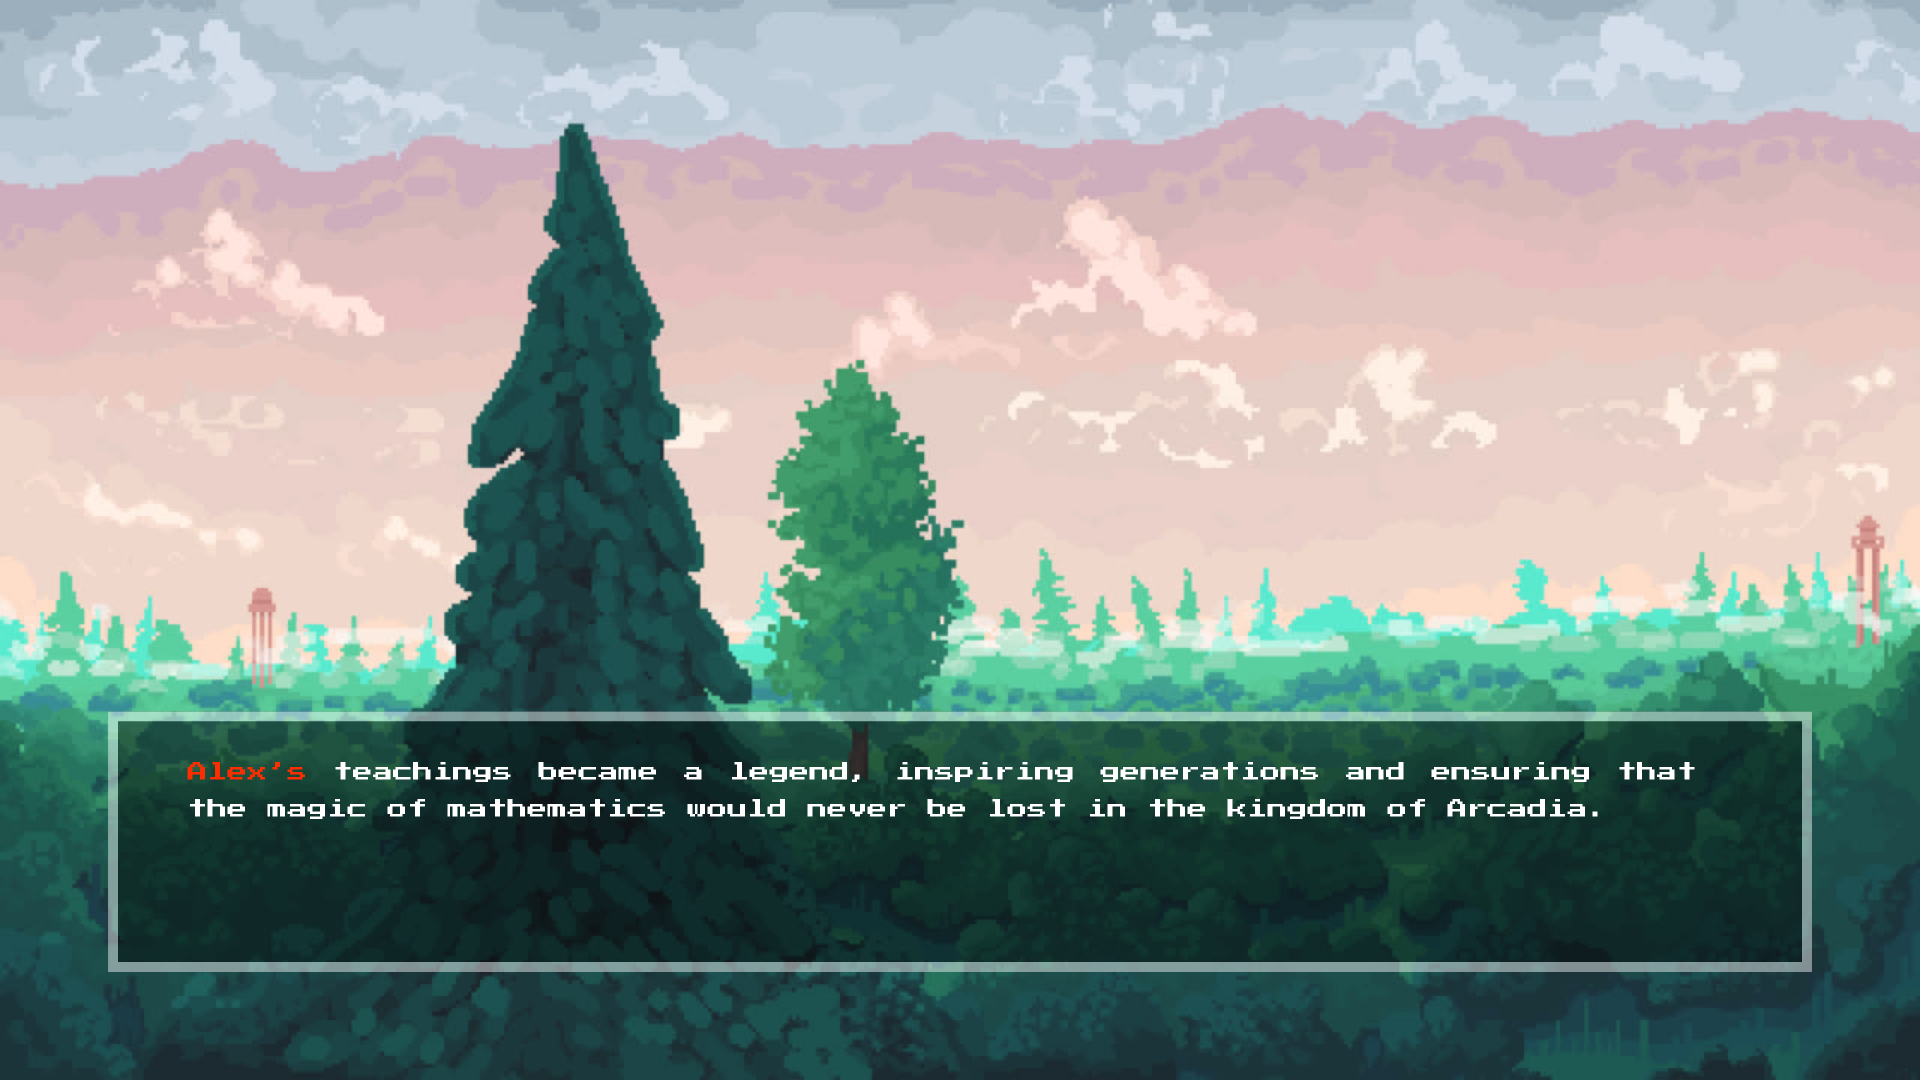 Alex's teachings became a legend, inspiring generations and ensuring that
the magic of mathematics would never be lost in the kingdom of Arcadia.